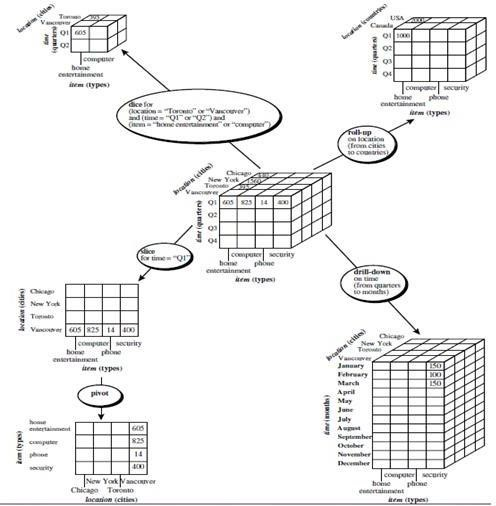 location (cities)
Toronto
395
Vancouver
time
(quarters)
Q1
605
Q2
computer
home
entertainment
item (types)
location (countries)
USA
2000
Canada
time (quarters)
Q1
1000
Q2
Q3
Q4
computer security
home phone
entertainment
item (types)
dice for
(location = “Toronto” or “Vancouver”)
and (time = “Q1” or “Q2”) and
(item = “home entertainment” or “computer”)
roll-up
on location
(from cities
to countries)
location (cities)
Chicago
440
New York
1560
Toronto
395
Vancouver
time (quarters)
Q1 605 825 14 400
Q2
Q3
Q4
computer security
home phone
entertainment
item (types)
slice
for time = “Q1”
drill-down
on time
(from quarters
to months)
location (cities)
Chicago
New York
Toronto
Vancouver 605 825 14 400
computer security
home phone
entertainment
item (types)
pivot
item (types)
home
entertainment 605
computer 825
phone 14
security 400
New York Vancouver
Chicago Toronto
location (cities)
location (cities)
Chicago
New York
Toronto
Vancouver
time (months)
January 150
February 100
March 150
April
May
June
July
August
September
October
November
December
computer security
home phone
entertainment
item (types)